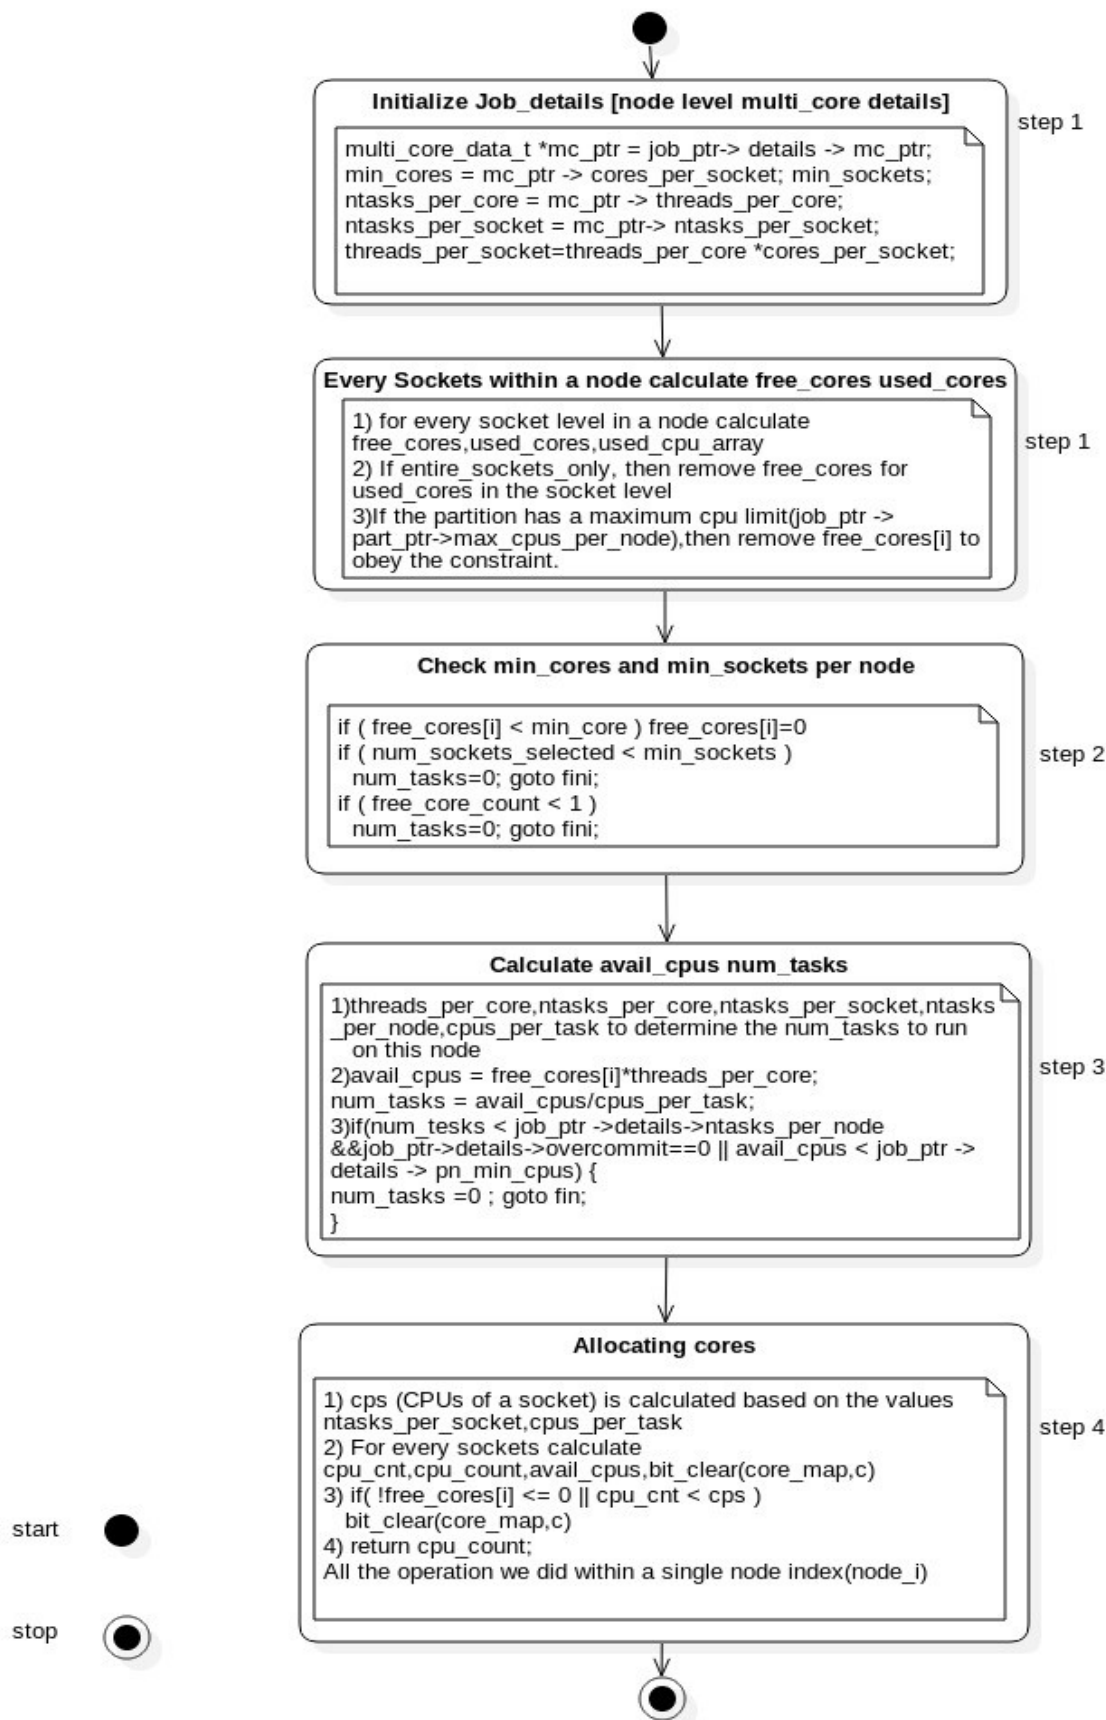 Initialize Job_details [node level multi_core details]
step 1
multi_core_data_t *mc_ptr = job_ptr-> details -> mc_ptr;
min_cores = mc_ptr -> cores_per_socket; min_sockets;
ntasks_per_core = mc_ptr -> threads_per_core;
ntasks_per_socket = mc_ptr-> ntasks_per_socket;
threads_per_socket=threads_per_core *cores_per_socket;
Every Sockets within a node calculate free_cores used_cores
1) for every socket level in a node calculate
free_cores,used_cores,used_cpu_array
step 1
2) If entire_sockets_only, then remove free_cores for
used_cores in the socket level
3)If the partition has a maximum cpu limit(job_ptr ->
part_ptr->max_cpus_per_node),then remove free_cores[i] to
obey the constraint.
Check min_cores and min_sockets per node
if ( free_cores[i] < min_core ) free_cores[i]=0
if ( num_sockets_selected < min_sockets )
step 2
num_tasks=0; goto fini;
if ( free_core_count < 1 )
num_tasks=0; goto fini;
Calculate avail_cpus num_tasks
1)threads_per_core,ntasks_per_core,ntasks_per_socket,ntasks
_per_node,cpus_per_task to determine the num_tasks to run
on this node
step 3
2)avail_cpus = free_cores[i]*threads_per_core;
num_tasks = avail_cpus/cpus_per_task;
3)if(num_tesks < job_ptr ->details->ntasks_per_node
&&job_ptr->details->overcommit==0 || avail_cpus < job_ptr ->
details -> pn_min_cpus) {
num_tasks =0 ; goto fin;
}
Allocating cores
1) cps (CPUs of a socket) is calculated based on the values
ntasks_per_socket,cpus_per_task
step 4
2) For every sockets calculate
cpu_cnt,cpu_count,avail_cpus,bit_clear(core_map,c)
3) if( !free_cores[i] <= 0 || cpu_cnt < cps )
bit_clear(core_map,c)
4) return cpu_count;
All the operation we did within a single node index(node_i)
start
stop